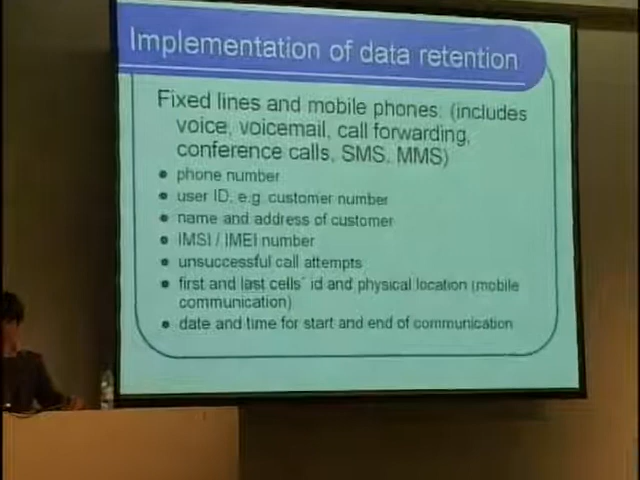 Implementation of data retention
Fixed lines and mobile phones: (includes
voice, voicemail, call forwarding,
conference calls, SMS, MMS)
• phone number
• user ID, e.g. customer number
• name and address of customer
• IMSI / IMEI number
• unsuccessful call attempts
• first and last cells´ id and physical location (mobile
communication)
• date and time for start and end of communication